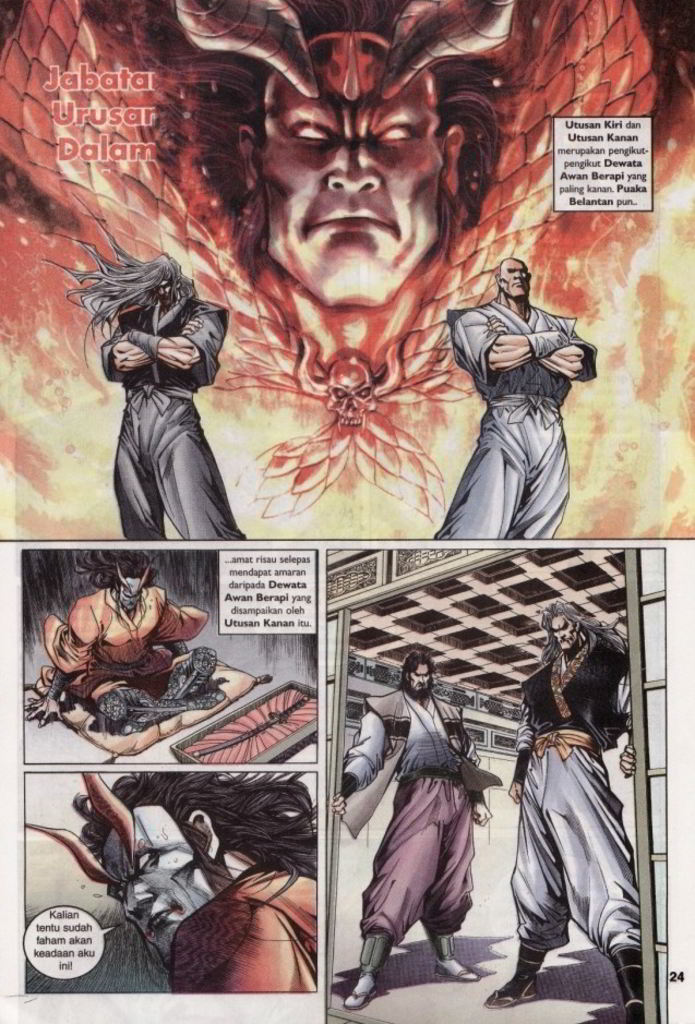 Jabatan
Urusan
Dalam
Utusan Kiri dan
Utusan Kanan
merupakan pengikut-
pengikut Dewata
Awan Berapi yang
paling kanan. Puaka
Belantan pun..
...amat risau selepas
mendapat amaran
daripada Dewata
Awan Berapi yang
disampaikan oleh
Utusan Kanan itu.
Kalian
tentu sudah
faham akan
keadaan aku
ini!
24